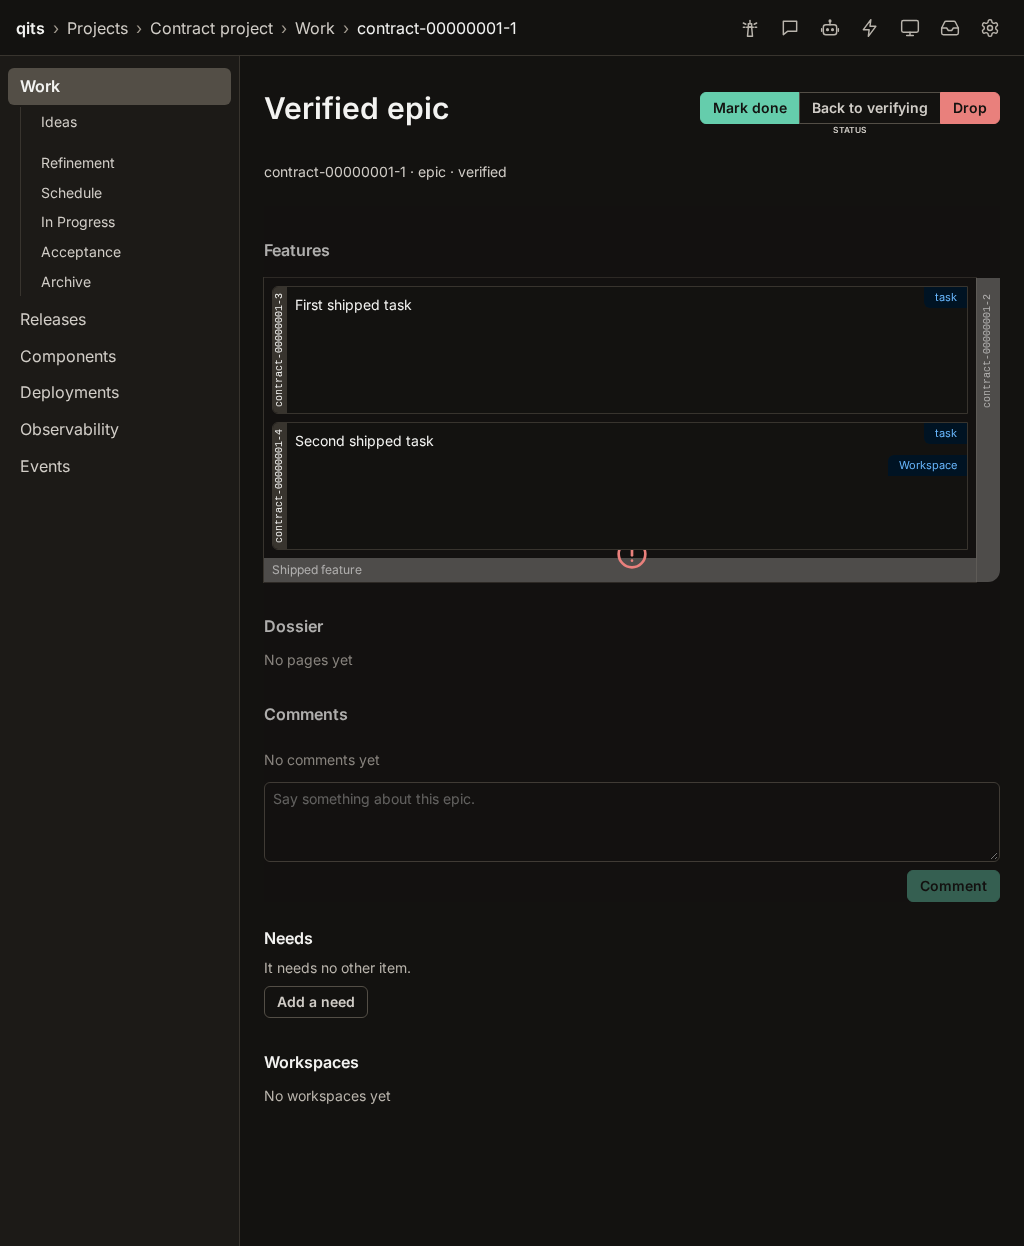 qits › Projects › Contract project › Work › contract-00000001-1
Work
Ideas
Refinement
Schedule
In Progress
Acceptance
Archive
Releases
Components
Deployments
Observability
Events
Verified epic
Mark done
Back to verifying
Drop
STATUS
contract-00000001-1 · epic · verified
Features
contract-00000001-3
First shipped task
task
contract-00000001-2
contract-00000001-4
Second shipped task
task
Workspace
Shipped feature
Dossier
No pages yet
Comments
No comments yet
Say something about this epic.
Comment
Needs
It needs no other item.
Add a need
Workspaces
No workspaces yet